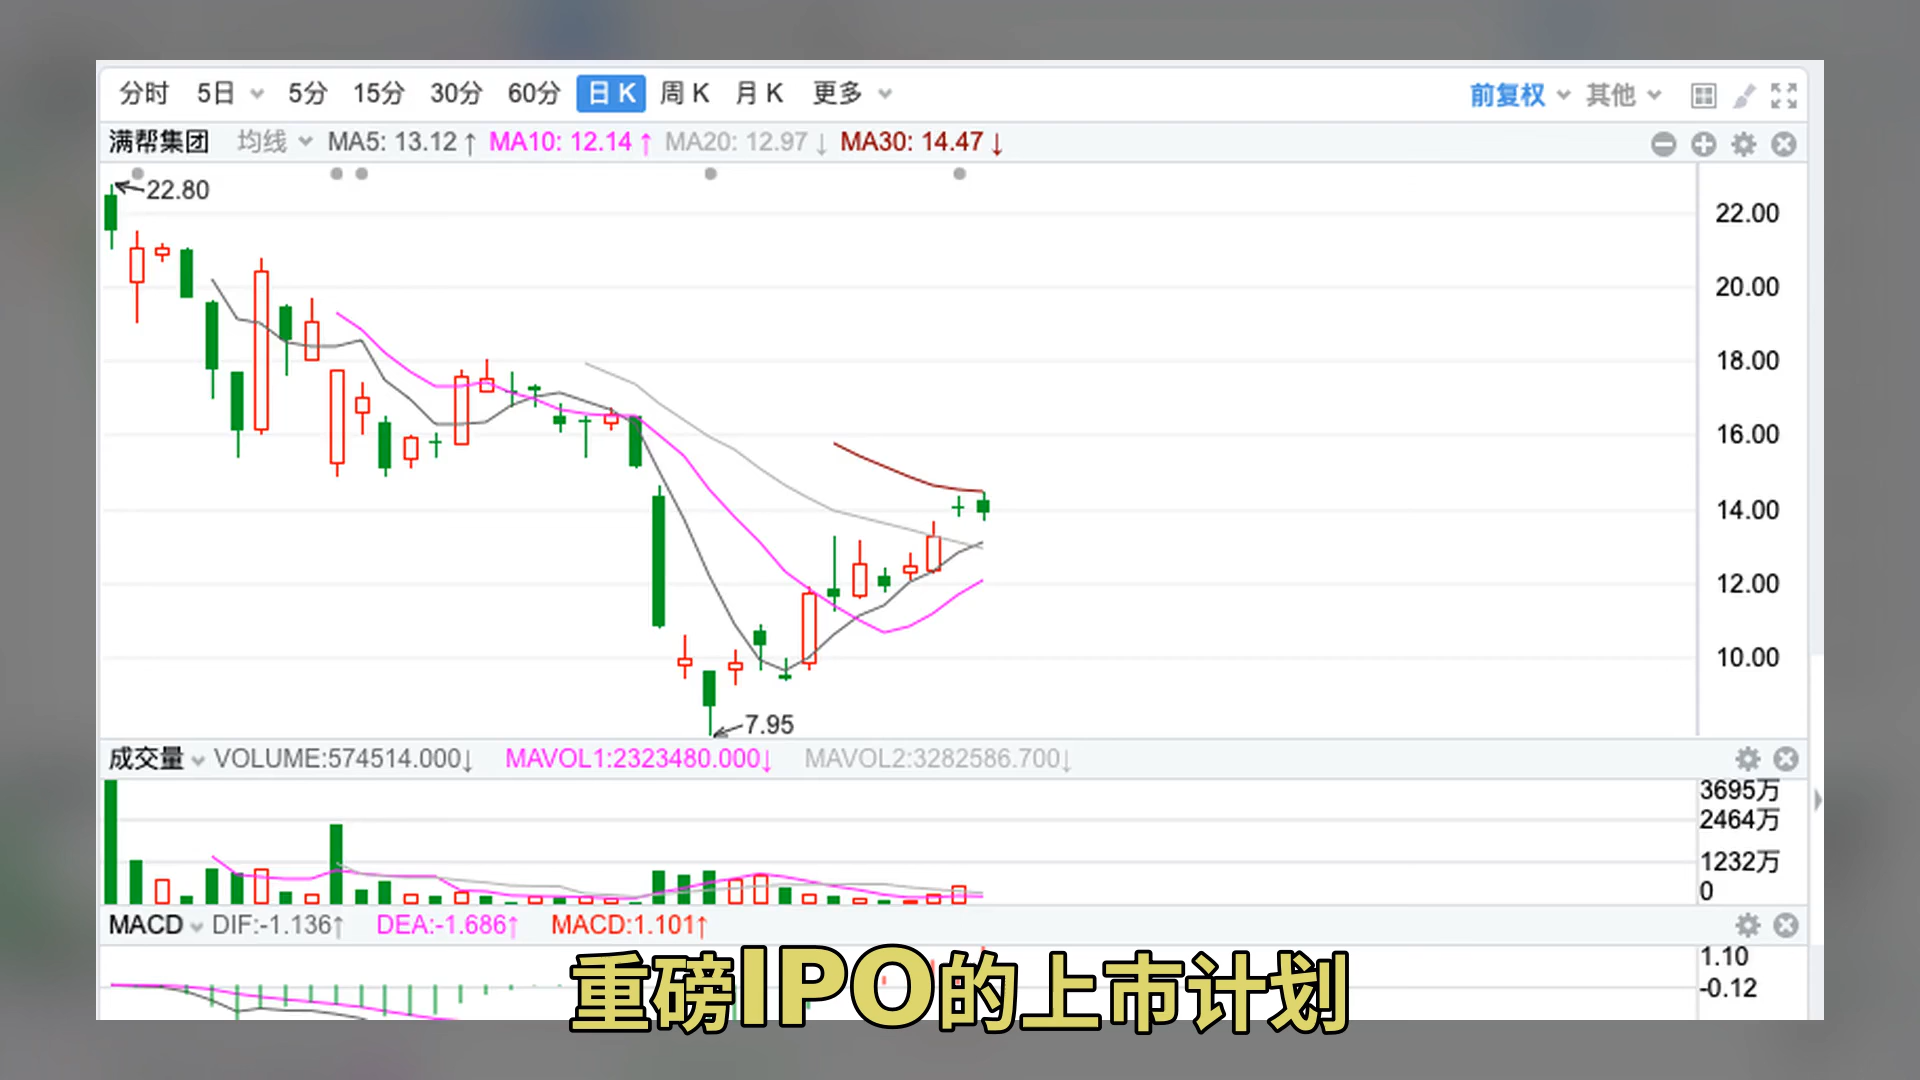 分时 5日 5分 15分 30分 60分 日K 周K 月K 更多 前复权 其他
满帮集团 均线 MA5: 13.12↑ MA10: 12.14↑ MA20: 12.97↓ MA30: 14.47↓
22.80
22.00
20.00
18.00
16.00
14.00
12.00
10.00
7.95
成交量 VOLUME:574514.000↓ MAVOL1:2323480.000↓ MAVOL2:3282586.700↓
3695万
2464万
1232万
0
MACD DIF:-1.136↑ DEA:-1.686↑ MACD:1.101↑
1.10
-0.12
重磅IPO的上市计划